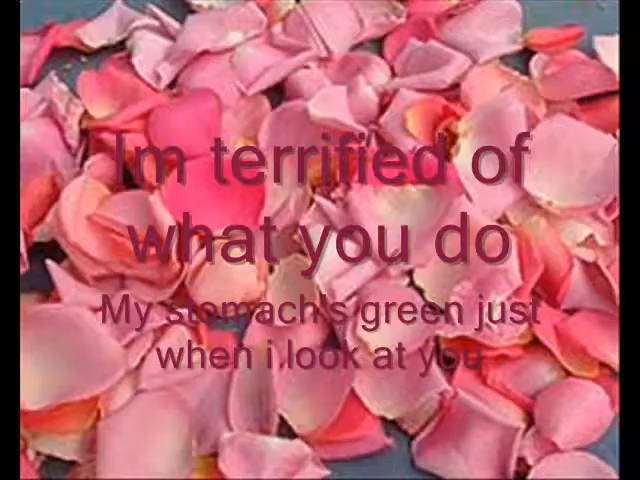 Im terrified of
what you do
My stomach's green just
when i look at you